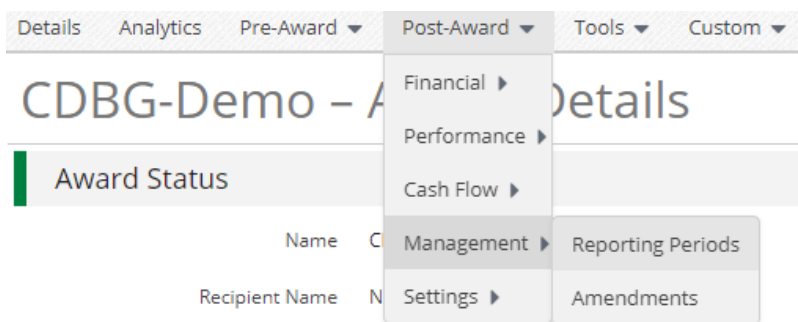 Details Analytics Pre-Award Post-Award Tools Custom
CDBG-Demo – Details
Financial
Performance
Award Status
Cash Flow
Name
Management Reporting Periods
Recipient Name
Settings Amendments